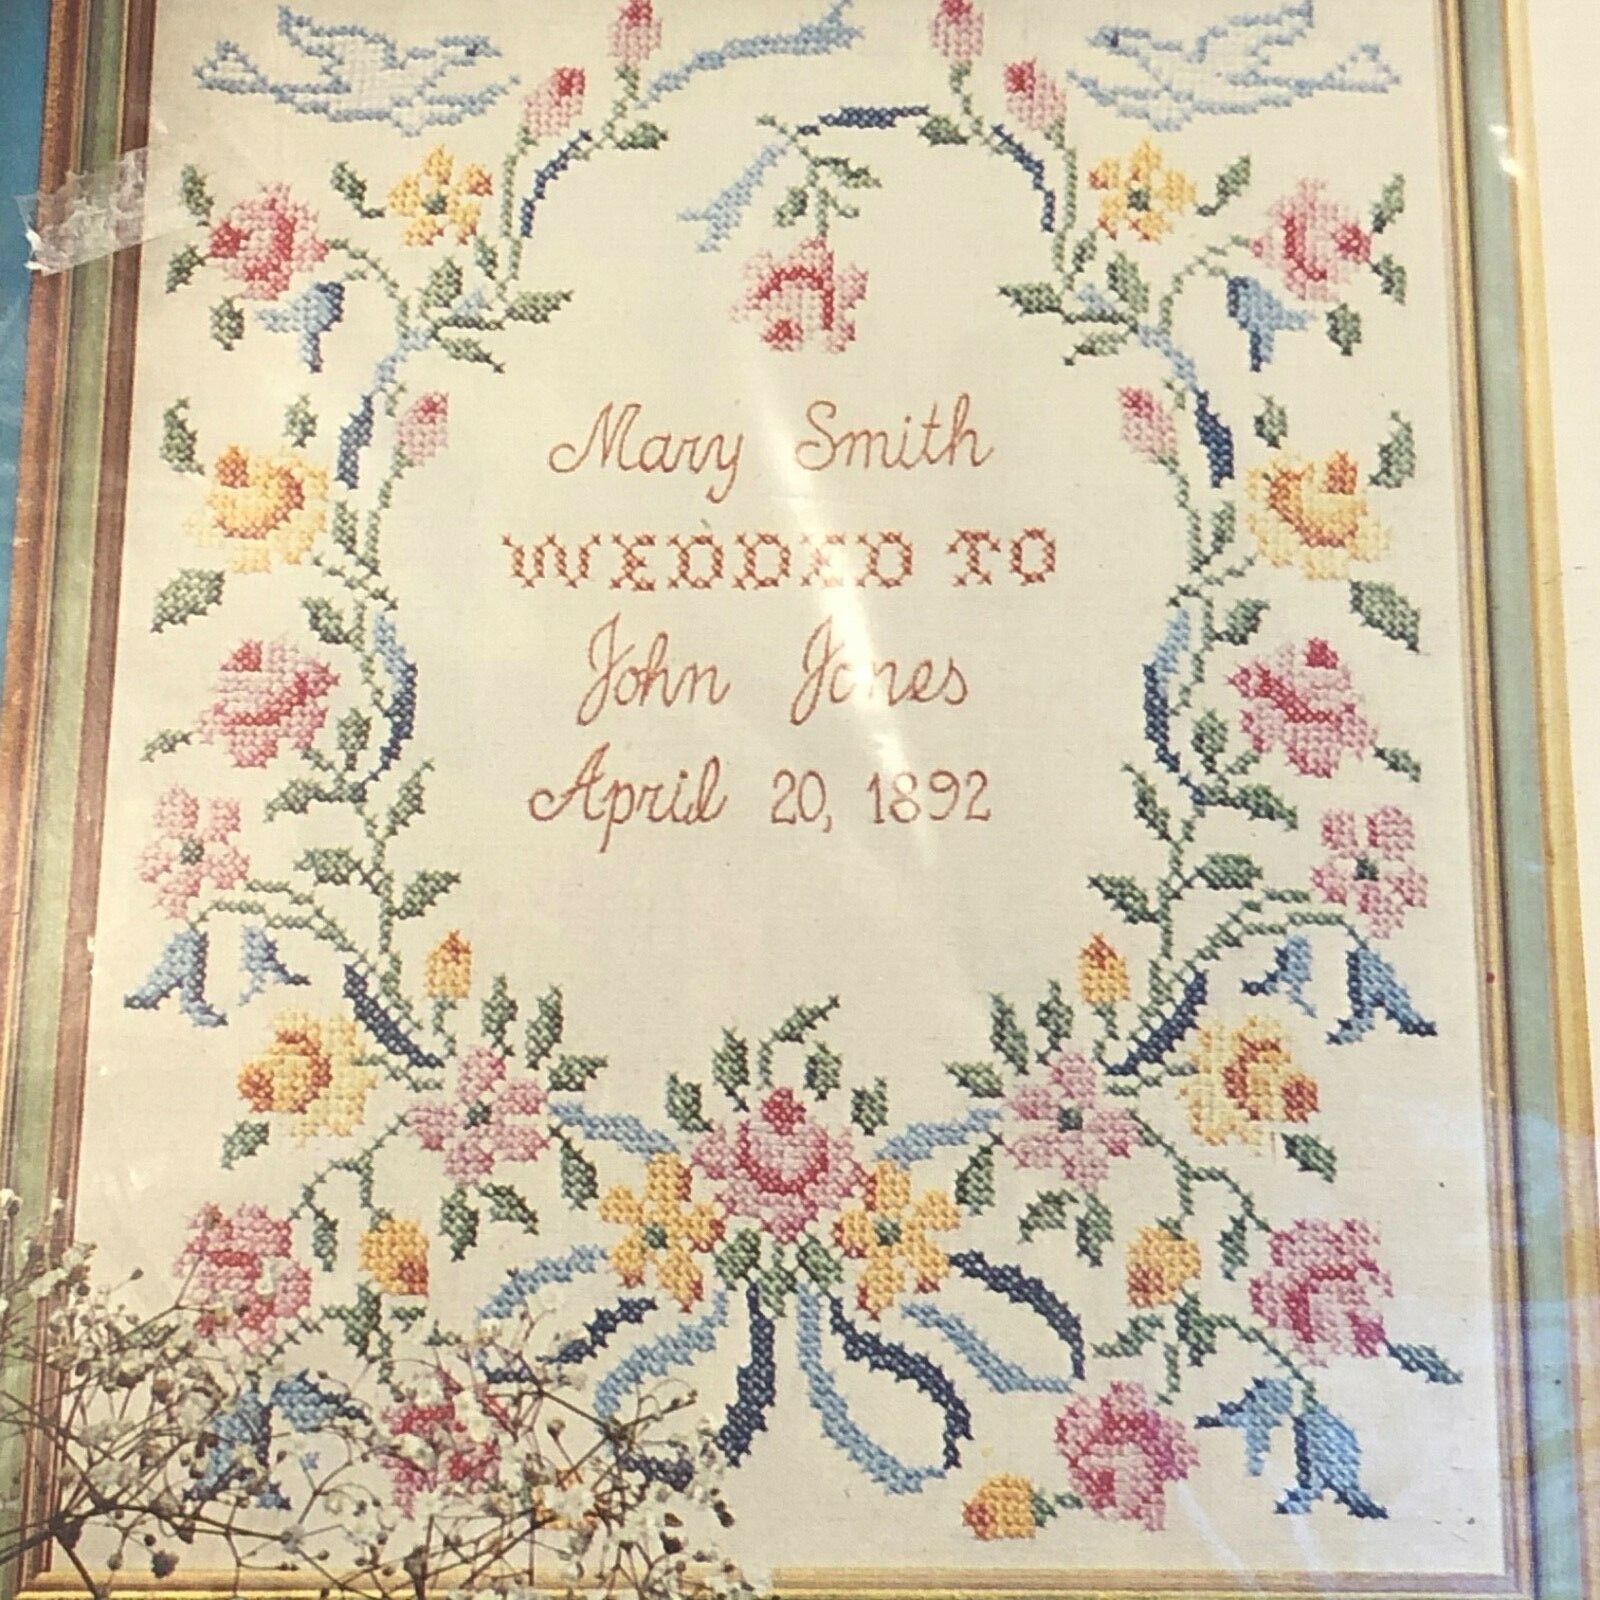 Mary Smith
WEDDED TO
John Jones
April 20, 1892